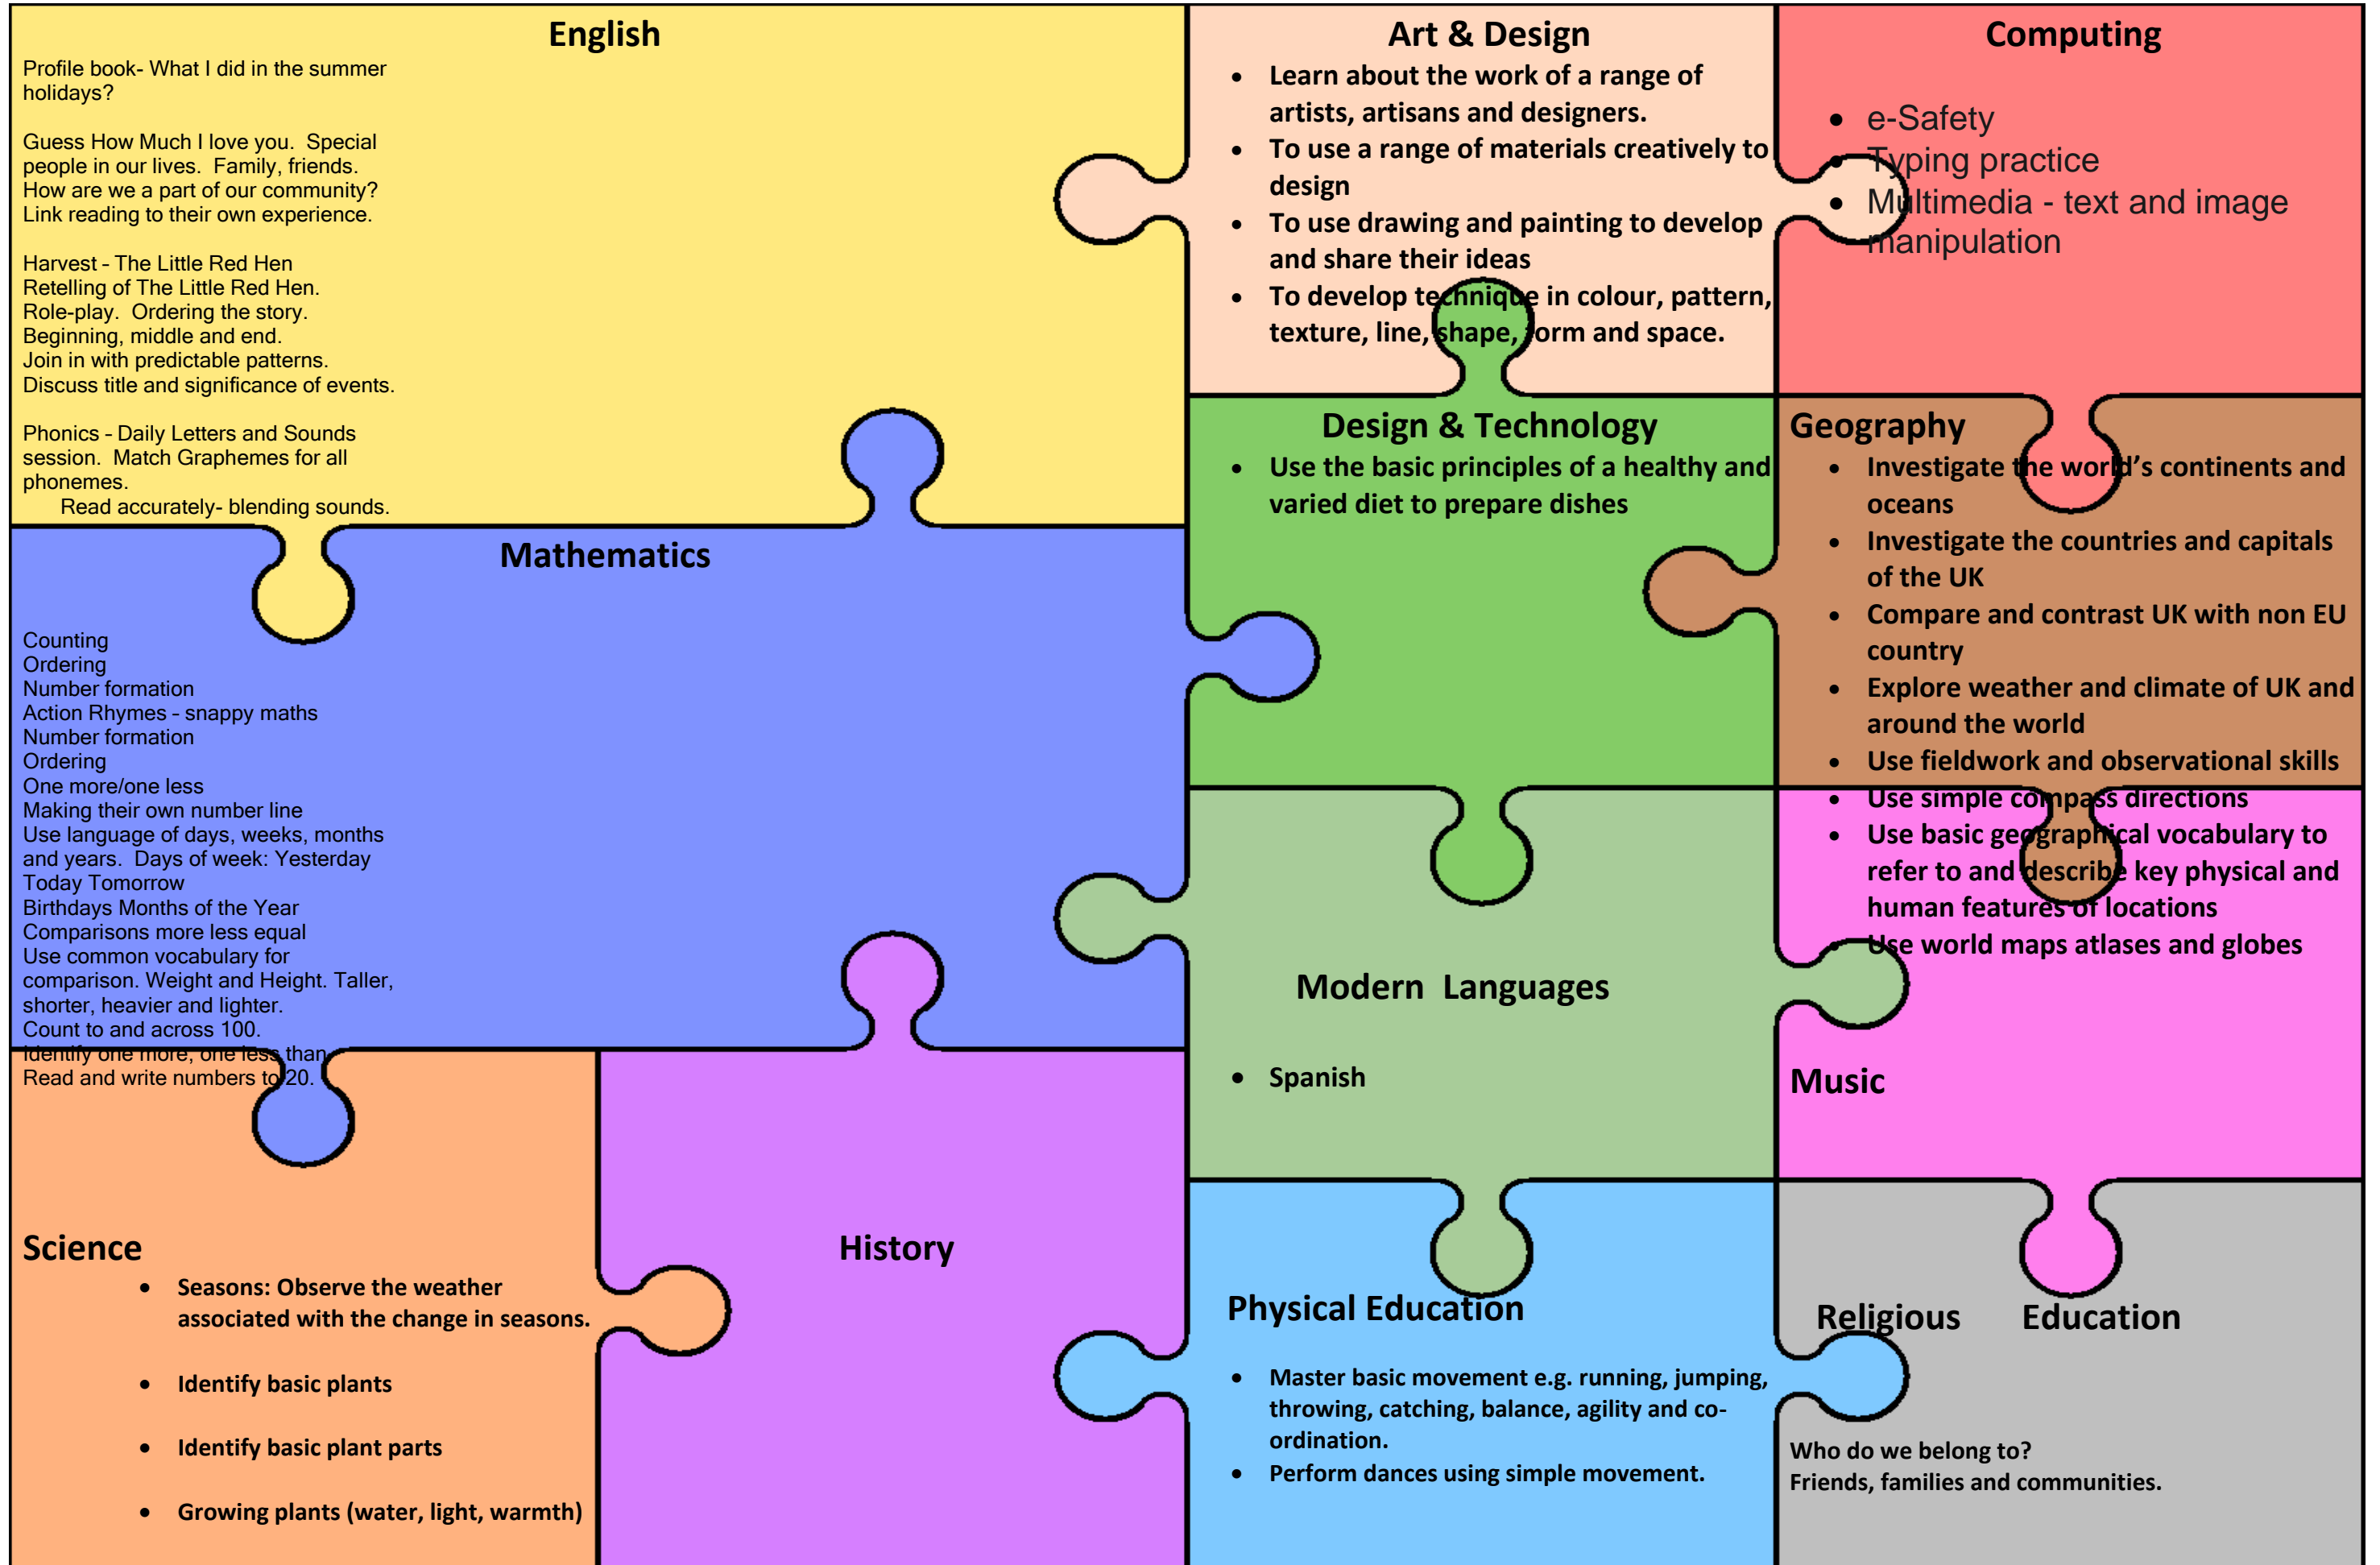 English
Profile book- What I did in the summer
holidays?
Guess How Much I love you.  Special
people in our lives.  Family, friends.
How are we a part of our community?
Link reading to their own experience.
Harvest – The Little Red Hen
Retelling of The Little Red Hen.
Role-play.  Ordering the story.
Beginning, middle and end.
Join in with predictable patterns.
Discuss title and significance of events.
Phonics – Daily Letters and Sounds
session.  Match Graphemes for all
phonemes.
Read accurately- blending sounds.
Art & Design
• Learn about the work of a range of
artists, artisans and designers.
• To use a range of materials creatively to
design
• To use drawing and painting to develop
and share their ideas
• To develop technique in colour, pattern,
texture, line, shape, form and space.
Computing
• e-Safety
• Typing practice
• Multimedia - text and image
manipulation
Mathematics
Counting
Ordering
Number formation
Action Rhymes – snappy maths
Number formation
Ordering
One more/one less
Making their own number line
Use language of days, weeks, months
and years.  Days of week: Yesterday
Today Tomorrow
Birthdays Months of the Year
Comparisons more less equal
Use common vocabulary for
comparison. Weight and Height. Taller,
shorter, heavier and lighter.
Count to and across 100.
Identify one more, one less than
Read and write numbers to 20.
Design & Technology
• Use the basic principles of a healthy and
varied diet to prepare dishes
Geography
• Investigate the world's continents and
oceans
• Investigate the countries and capitals
of the UK
• Compare and contrast UK with non EU
country
• Explore weather and climate of UK and
around the world
• Use fieldwork and observational skills
• Use simple compass directions
• Use basic geographical vocabulary to
refer to and describe key physical and
human features of locations
• Use world maps atlases and globes
Modern  Languages
• Spanish
Music
Science
• Seasons: Observe the weather
associated with the change in seasons.
• Identify basic plants
• Identify basic plant parts
• Growing plants (water, light, warmth)
History
Physical Education
• Master basic movement e.g. running, jumping,
throwing, catching, balance, agility and co-
ordination.
• Perform dances using simple movement.
Religious Education
Who do we belong to?
Friends, families and communities.